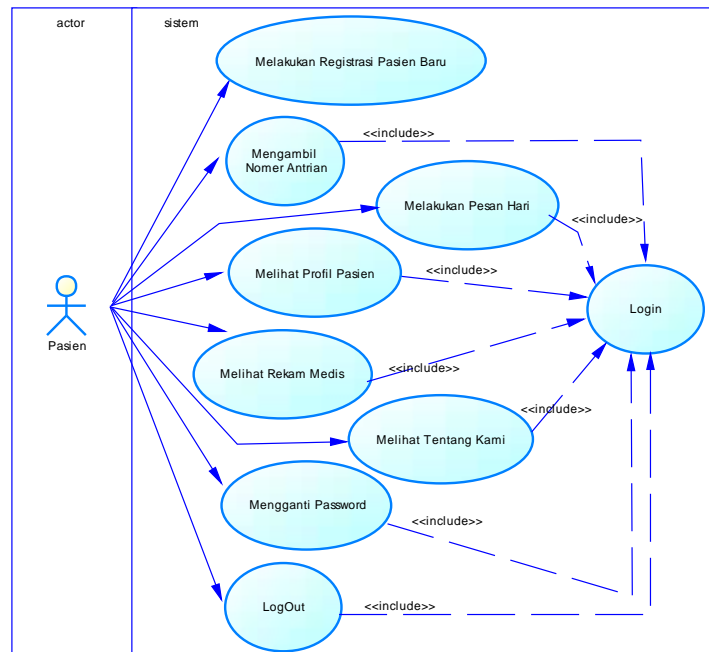 actor
sistem
Melakukan Registrasi Pasien Baru
<<include>>
Mengambil
Nomer Antrian
Melakukan Pesan Hari
<<include>>
Melihat Profil Pasien
<<include>>
Login
Pasien
Melihat Rekam Medis
<<include>>
<<include>>
Melihat Tentang Kami
Mengganti Password
<<include>>
LogOut
<<include>>